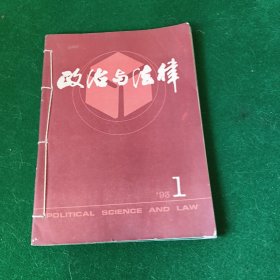 政治与法律
'93 1
POLITICAL SCIENCE AND LAW